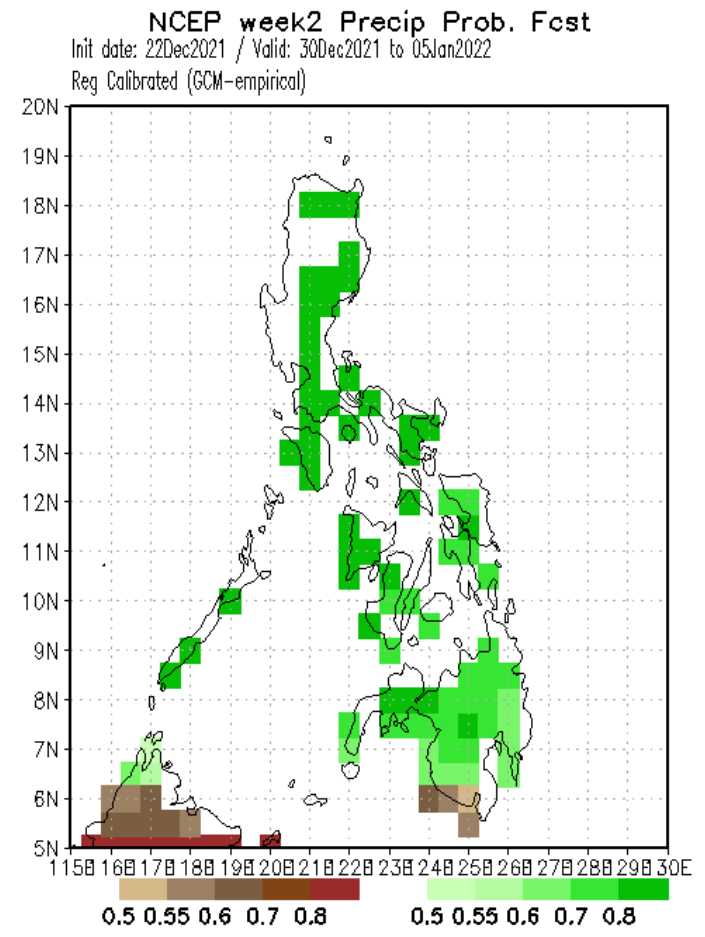 NCEP week2 Precip Prob. Fcst
Init date: 22Dec2021 / Valid: 30Dec2021 to 05Jan2022
Reg Calibrated (GCM-empirical)
20N
19N
18N
17N
16N
15N
14N
13N
12N
11N
10N
9N
8N
7N
6N
5N
115E 116E 117E 118E 119E 120E 121E 122E 123E 124E 125E 126E 127E 128E 129E 130E
0.5 0.55 0.6 0.7 0.8 0.5 0.55 0.6 0.7 0.8